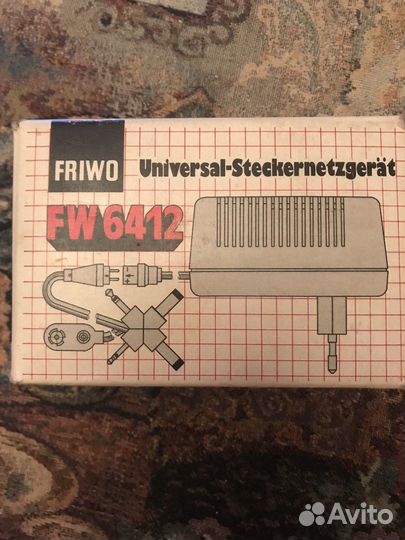 FRIWO
Universal-Steckernetzgerät
FW 6412
Avito